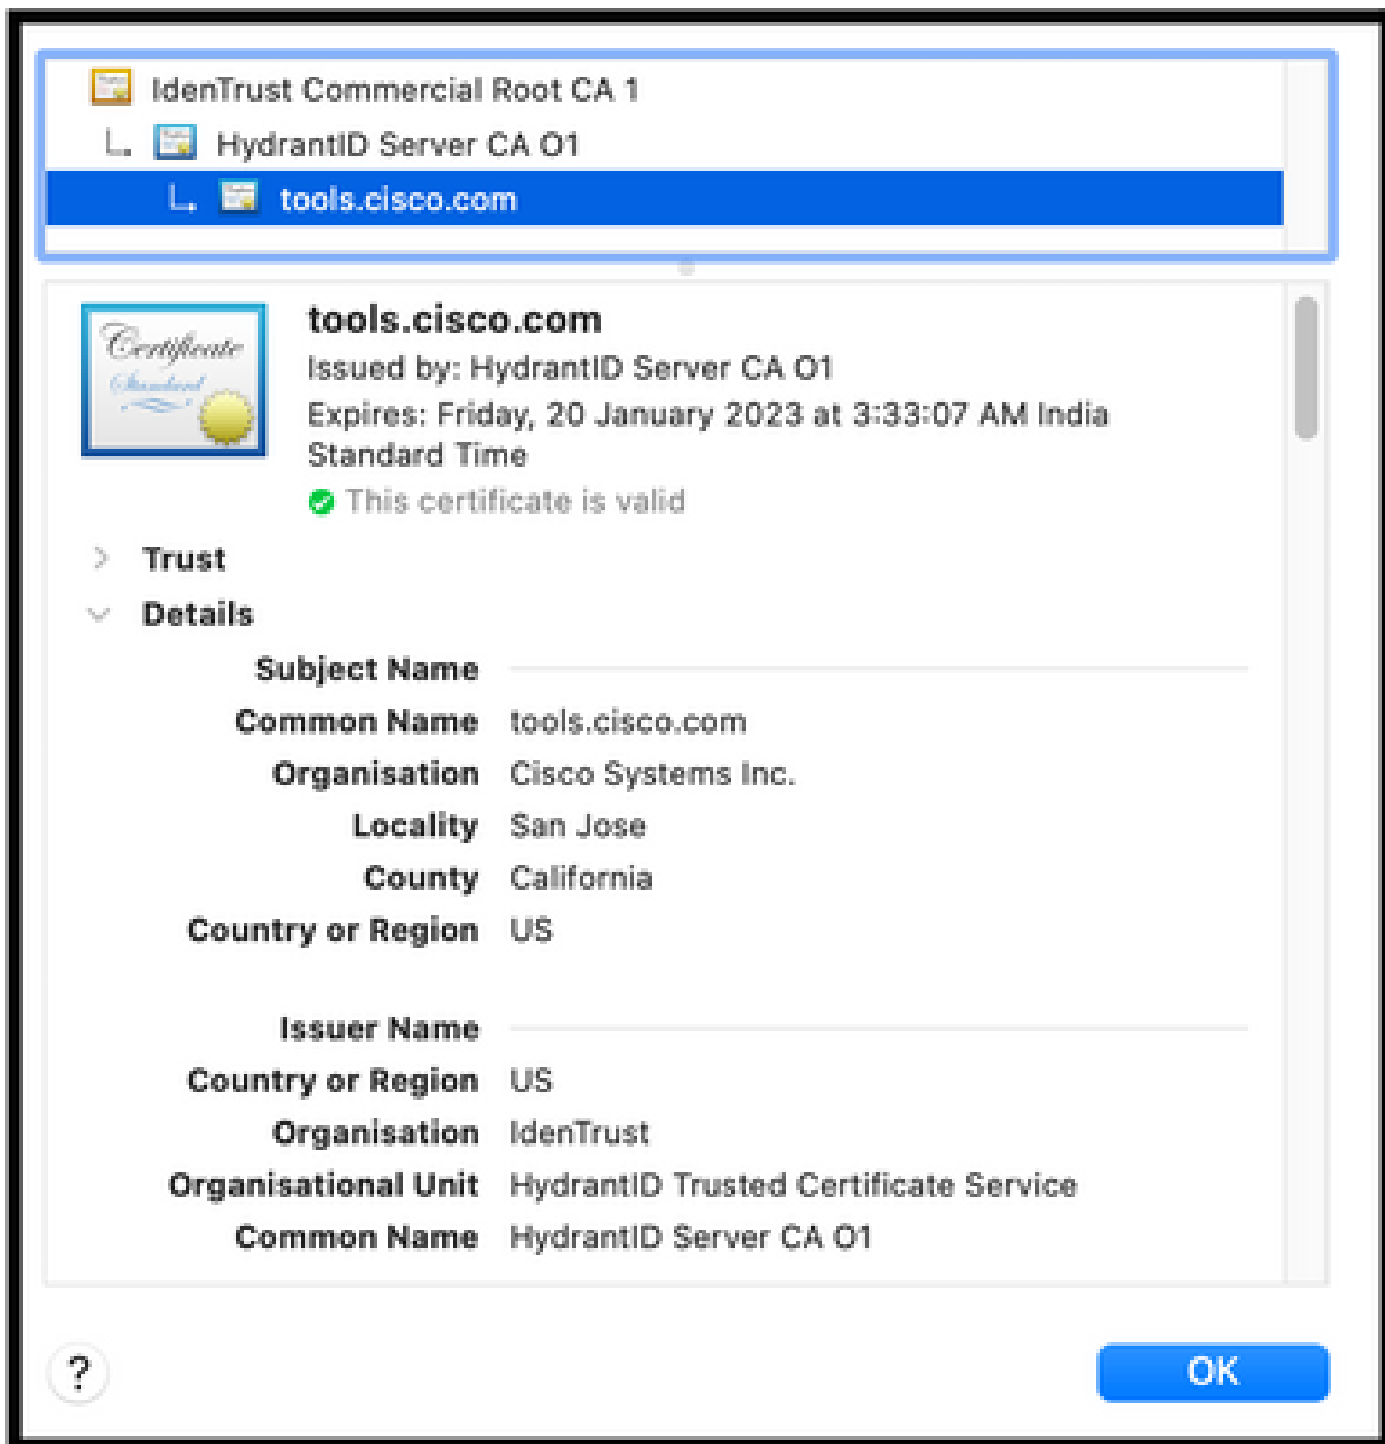 IdenTrust Commercial Root CA 1
HydrantID Server CA O1
tools.cisco.com
Certificate
Standard
tools.cisco.com
Issued by: HydrantID Server CA O1
Expires: Friday, 20 January 2023 at 3:33:07 AM India
Standard Time
This certificate is valid
Trust
Details
Subject Name
Common Name tools.cisco.com
Organisation Cisco Systems Inc.
Locality San Jose
County California
Country or Region US
Issuer Name
Country or Region US
Organisation IdenTrust
Organisational Unit HydrantID Trusted Certificate Service
Common Name HydrantID Server CA O1
?
OK